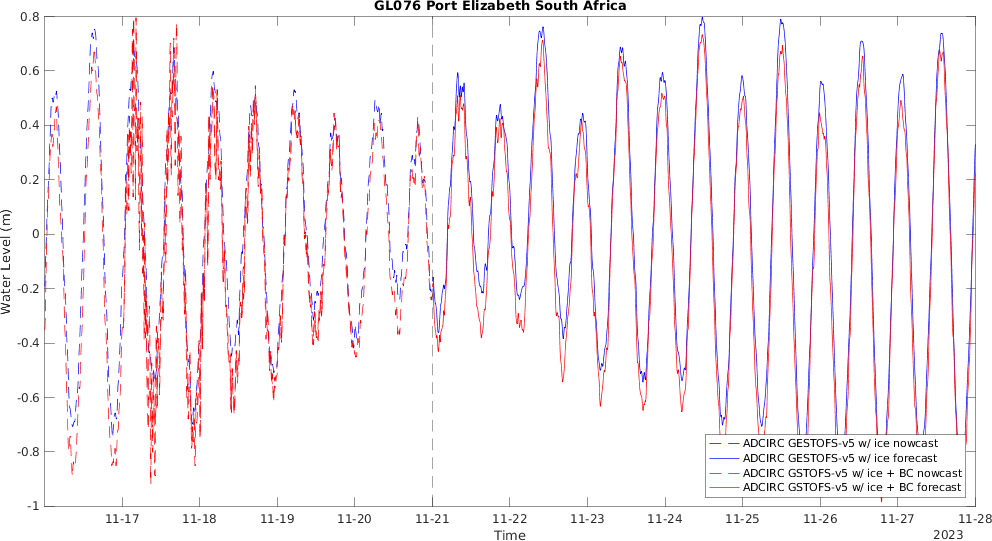 GL076 Port Elizabeth South Africa
0.8
0.6
0.4
0.2
0
-0.2
-0.4
-0.6
-0.8
-1
Water Level (m)
ADCIRC GESTOFS-v5 w/ ice nowcast
ADCIRC GESTOFS-v5 w/ ice forecast
ADCIRC GSTOFS-v5 w/ ice + BC nowcast
ADCIRC GSTOFS-v5 w/ ice + BC forecast
11-17 11-18 11-19 11-20 11-21 11-22 11-23 11-24 11-25 11-26 11-27 11-28
Time
2023